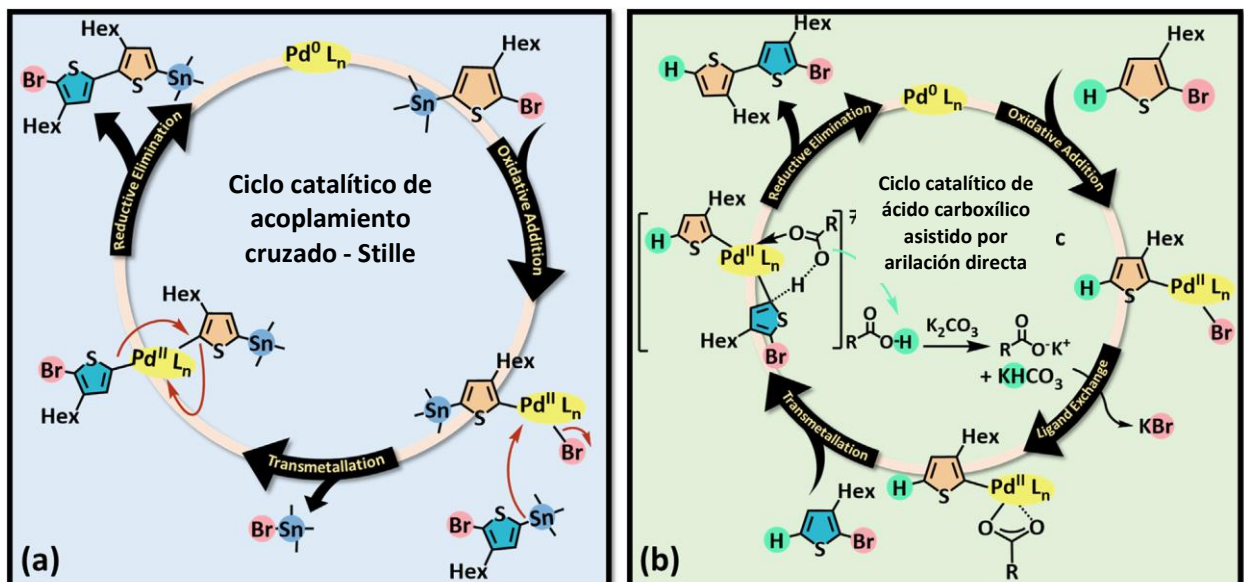 Hex
Br
S
S
Sn
Hex
Pd⁰ Lₙ
Hex
Sn
S
Br
Reductive Elimination
Oxidative Addition
Ciclo catalítico de
acoplamiento
cruzado - Stille
Hex
S
Sn
Br
S
Pdᴵᴵ Lₙ
Hex
Hex
Sn
S
Pdᴵᴵ Lₙ
Br
Transmetallation
Br-Sn
Br
S
Sn
Hex
(a)
Hex
H
S
S
Br
Hex
Pd⁰ Lₙ
Hex
H
S
Br
Reductive Elimination
Oxidative Addition
Ciclo catalítico de
ácido carboxílico
asistido por
arilación directa
c
Hex
H
S
Pdᴵᴵ Lₙ
O
R
O
H
S
Hex
Br
Hex
H
S
Pdᴵᴵ Lₙ
Br
O
R
O-H
K₂CO₃
O
R
O⁻K⁺
+ KHCO₃
Ligand Exchange
KBr
Transmetallation
Hex
H
S
Pdᴵᴵ Lₙ
O
O
R
Hex
H
S
Br
(b)